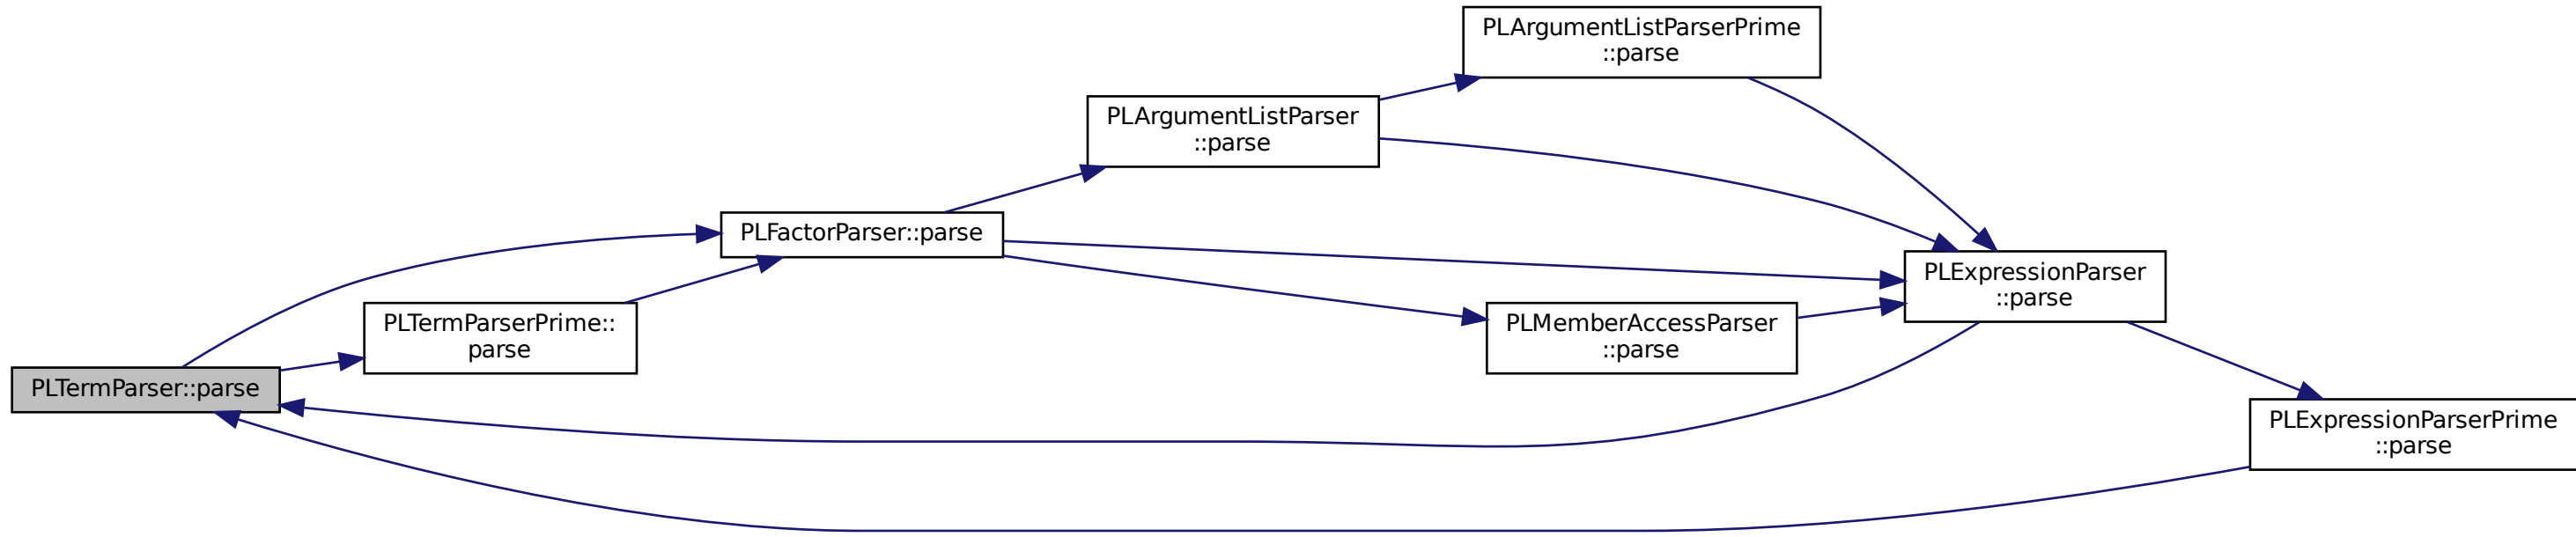 PLArgumentListParserPrime
::parse
PLArgumentListParser
::parse
PLFactorParser::parse
PLExpressionParser
::parse
PLTermParserPrime::
parse
PLMemberAccessParser
::parse
PLTermParser::parse
PLExpressionParserPrime
::parse